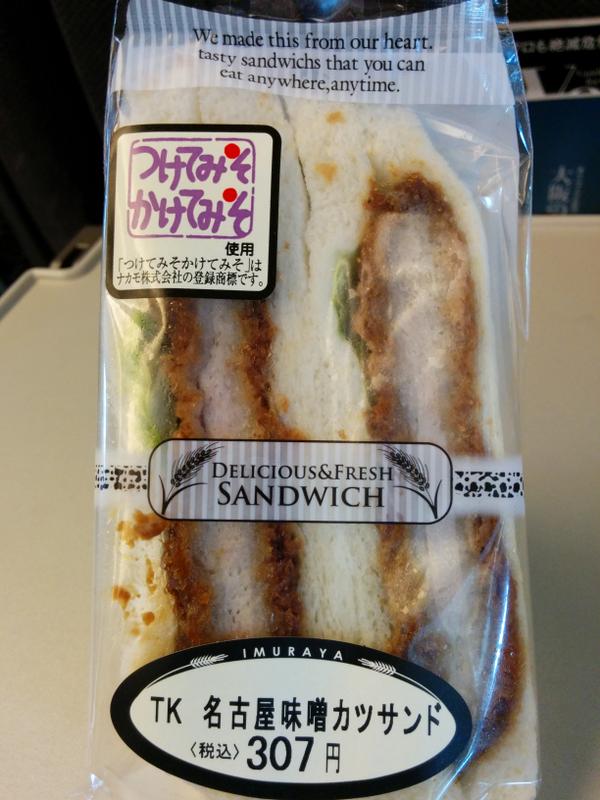 We made this from our heart.
tasty sandwichs that you can
eat anywhere,anytime.
つけてみそ
かけてみそ
使用
「つけてみそかけてみそ」は
ナカモ株式会社の登録商標です。
DELICIOUS&FRESH
SANDWICH
IMURAYA
TK 名古屋味噌カツサンド
〈税込〉307円